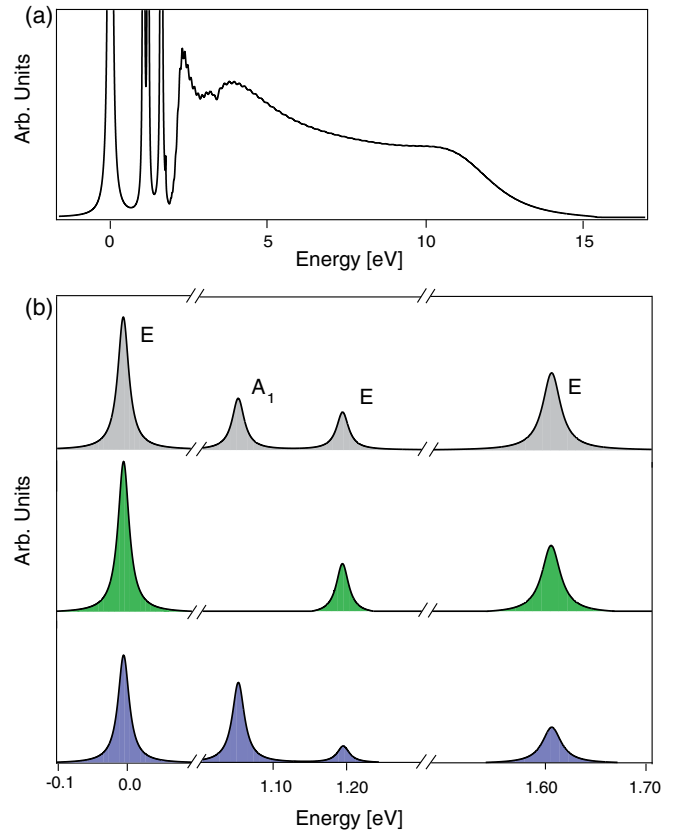 (a)
Arb. Units
0 5 10 15
Energy [eV]
(b)
E
A1
E
E
Arb. Units
-0.1 0.0 1.10 1.20 1.60 1.70
Energy [eV]